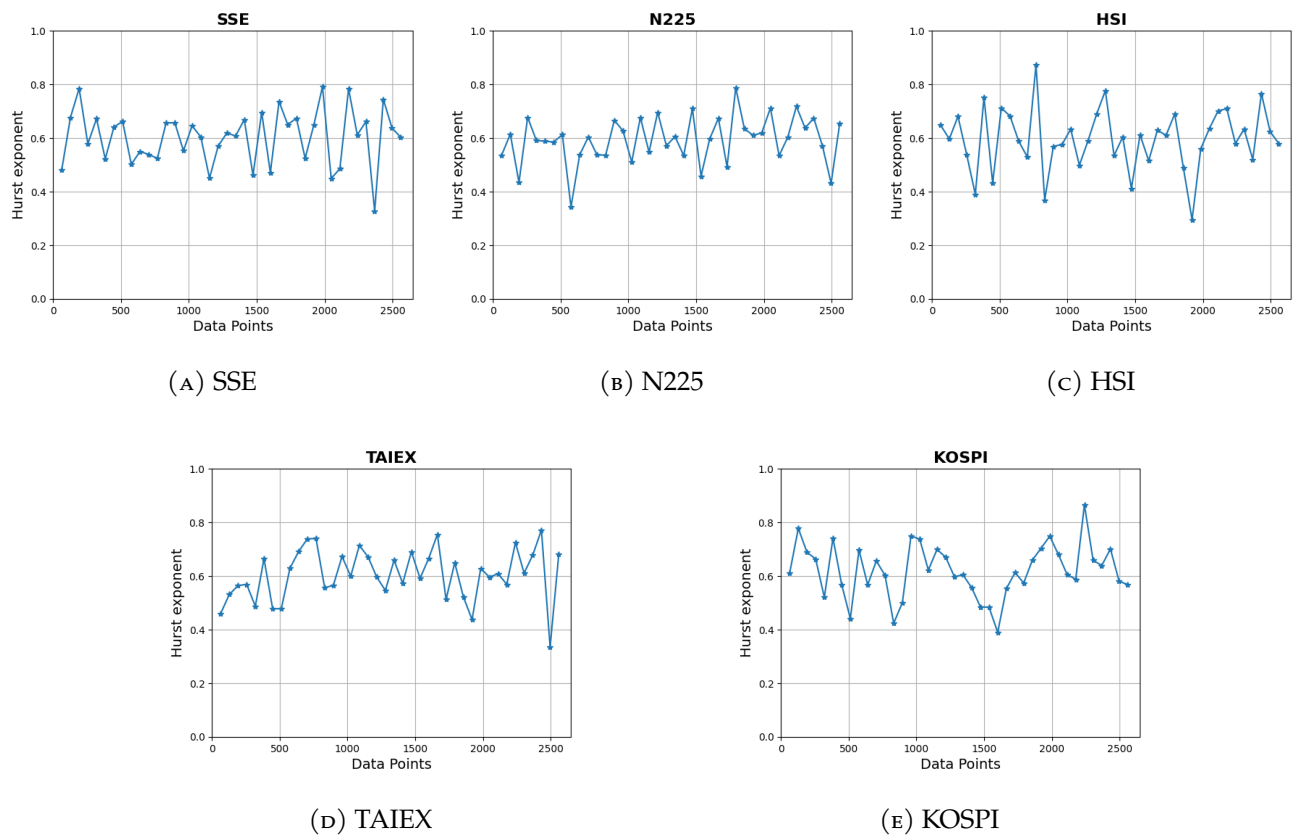 SSE
Hurst exponent
1.0
0.8
0.6
0.4
0.2
0.0
0 500 1000 1500 2000 2500
Data Points
(A) SSE
N225
Hurst exponent
1.0
0.8
0.6
0.4
0.2
0.0
0 500 1000 1500 2000 2500
Data Points
(B) N225
HSI
Hurst exponent
1.0
0.8
0.6
0.4
0.2
0.0
0 500 1000 1500 2000 2500
Data Points
(C) HSI
TAIEX
Hurst exponent
1.0
0.8
0.6
0.4
0.2
0.0
0 500 1000 1500 2000 2500
Data Points
(D) TAIEX
KOSPI
Hurst exponent
1.0
0.8
0.6
0.4
0.2
0.0
0 500 1000 1500 2000 2500
Data Points
(E) KOSPI